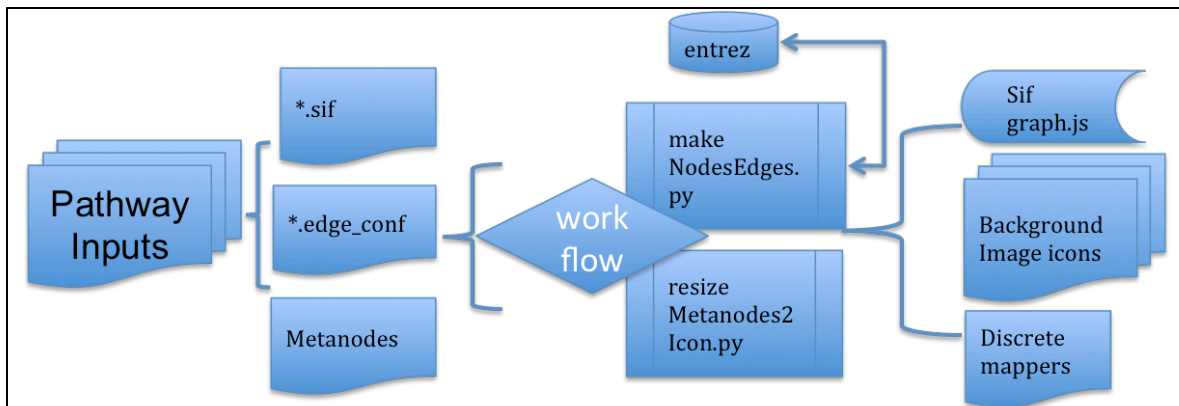 Pathway
Inputs
*.sif
*.edge_conf
Metanodes
work
flow
entrez
make
NodesEdges.
py
resize
Metanodes2
Icon.py
Sif
graph.js
Background
Image icons
Discrete
mappers